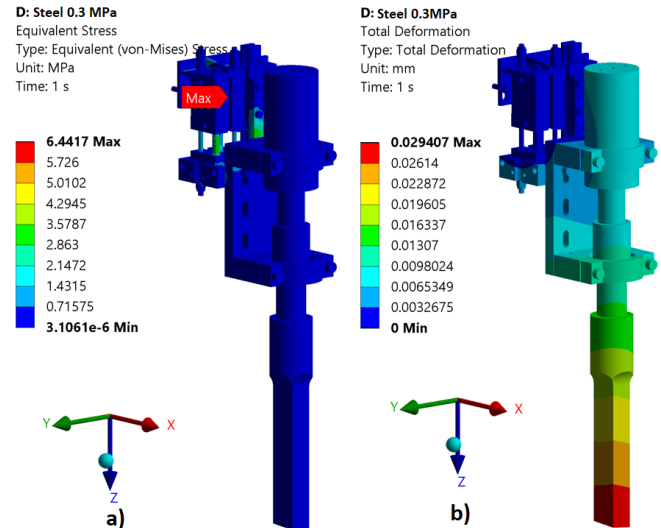 D: Steel 0.3 MPa
Equivalent Stress
Type: Equivalent (von-Mises) Stress
Unit: MPa
Time: 1 s
Max
6.4417 Max
5.726
5.0102
4.2945
3.5787
2.863
2.1472
1.4315
0.71575
3.1061e-6 Min
Y
X
Z
a)
D: Steel 0.3MPa
Total Deformation
Type: Total Deformation
Unit: mm
Time: 1 s
0.029407 Max
0.02614
0.022872
0.019605
0.016337
0.01307
0.0098024
0.0065349
0.0032675
0 Min
Y
X
Z
b)